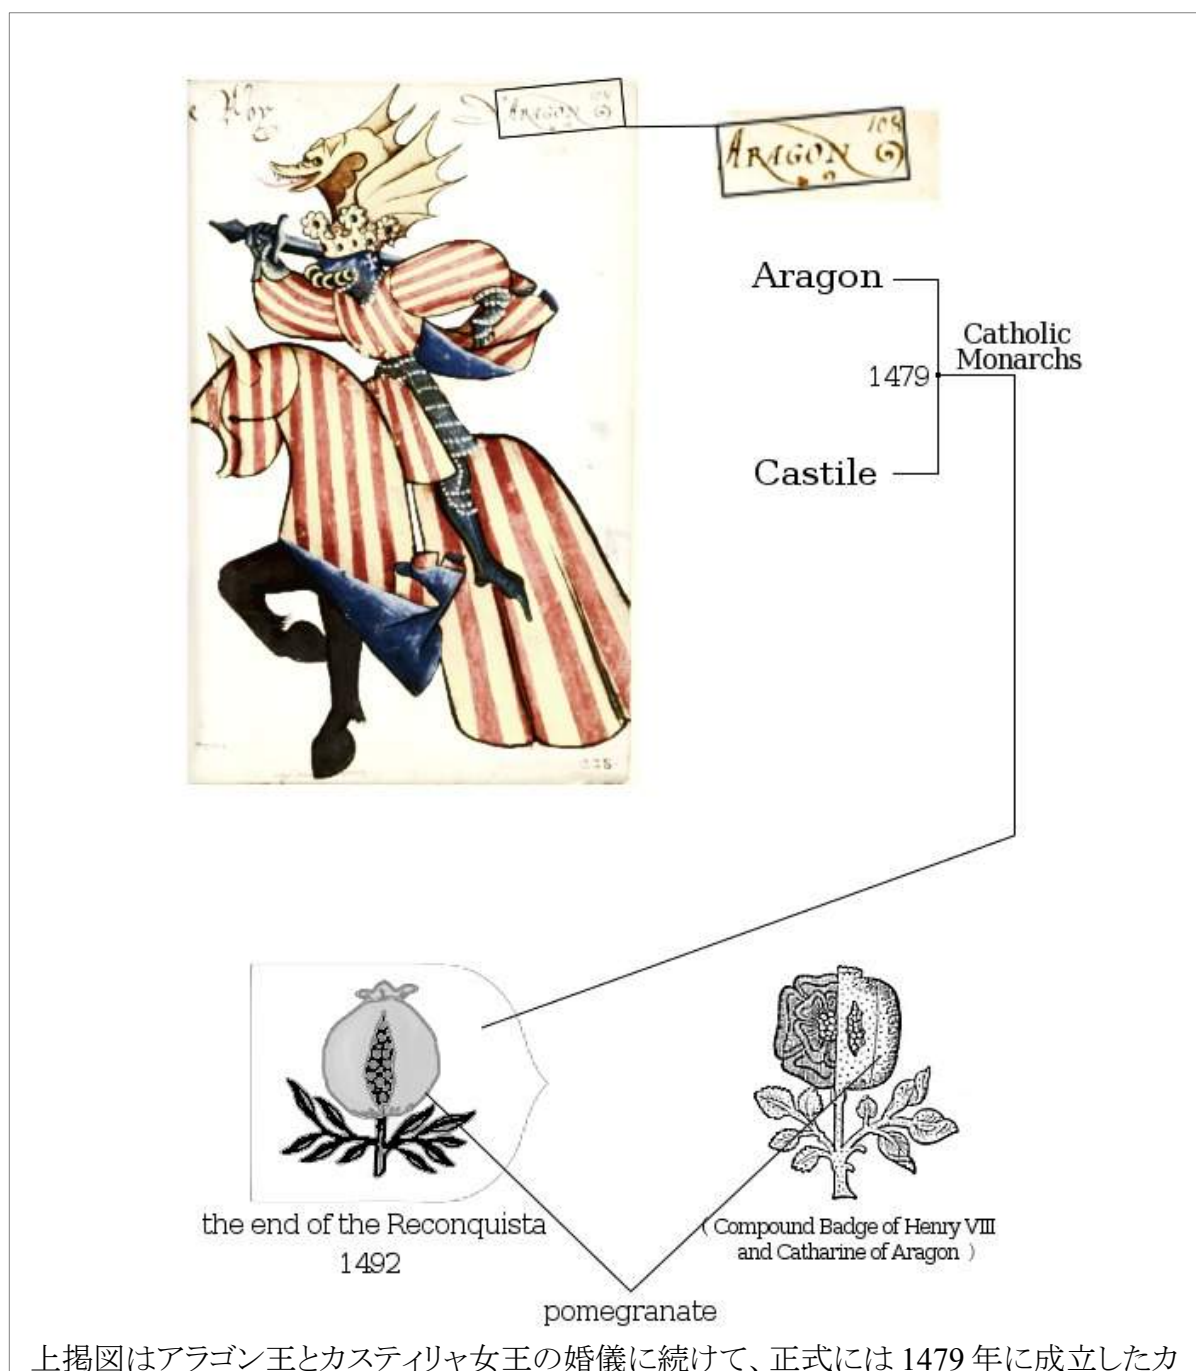 Roy
ARAGON
108
ARAGON
108
Aragon
Catholic
Monarchs
1479
Castile
the end of the Reconquista
1492
( Compound Badge of Henry VIII
and Catharine of Aragon )
pomegranate
上掲図はアラゴン王とカスティリャ女王の婚儀に続けて、正式には 1479 年に成立したカ